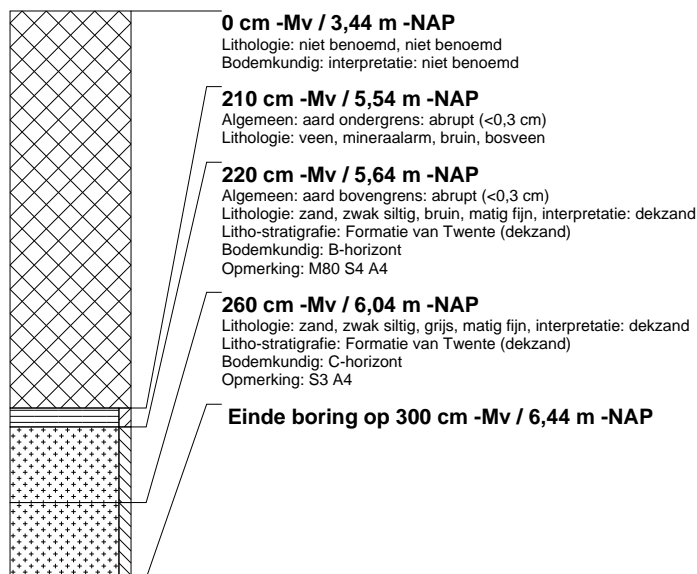 0 cm -Mv / 3,44 m -NAP
Lithologie: niet benoemd, niet benoemd
Bodemkundig: interpretatie: niet benoemd
210 cm -Mv / 5,54 m -NAP
Algemeen: aard ondergrens: abrupt (<0,3 cm)
Lithologie: veen, mineraalarm, bruin, bosveen
220 cm -Mv / 5,64 m -NAP
Algemeen: aard bovengrens: abrupt (<0,3 cm)
Lithologie: zand, zwak siltig, bruin, matig fijn, interpretatie: dekzand
Litho-stratigrafie: Formatie van Twente (dekzand)
Bodemkundig: B-horizont
Opmerking: M80 S4 A4
260 cm -Mv / 6,04 m -NAP
Lithologie: zand, zwak siltig, grijs, matig fijn, interpretatie: dekzand
Litho-stratigrafie: Formatie van Twente (dekzand)
Bodemkundig: C-horizont
Opmerking: S3 A4
Einde boring op 300 cm -Mv / 6,44 m -NAP